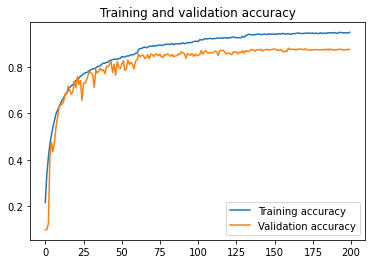 Training and validation accuracy
0.8
0.6
0.4
0.2
Training accuracy
Validation accuracy
0 25 50 75 100 125 150 175 200